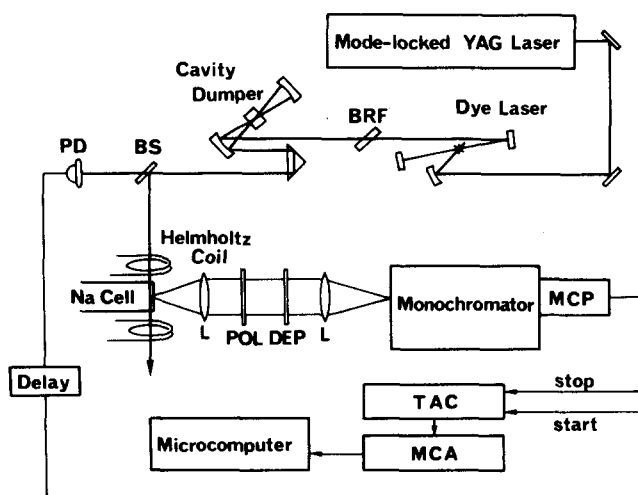 Mode-locked YAG Laser
Cavity
Dumper
BRF
Dye Laser
PD
BS
Helmholtz
Coil
Na Cell
L
POL
DEP
L
Monochromator
MCP
Delay
stop
TAC
start
Microcomputer
MCA